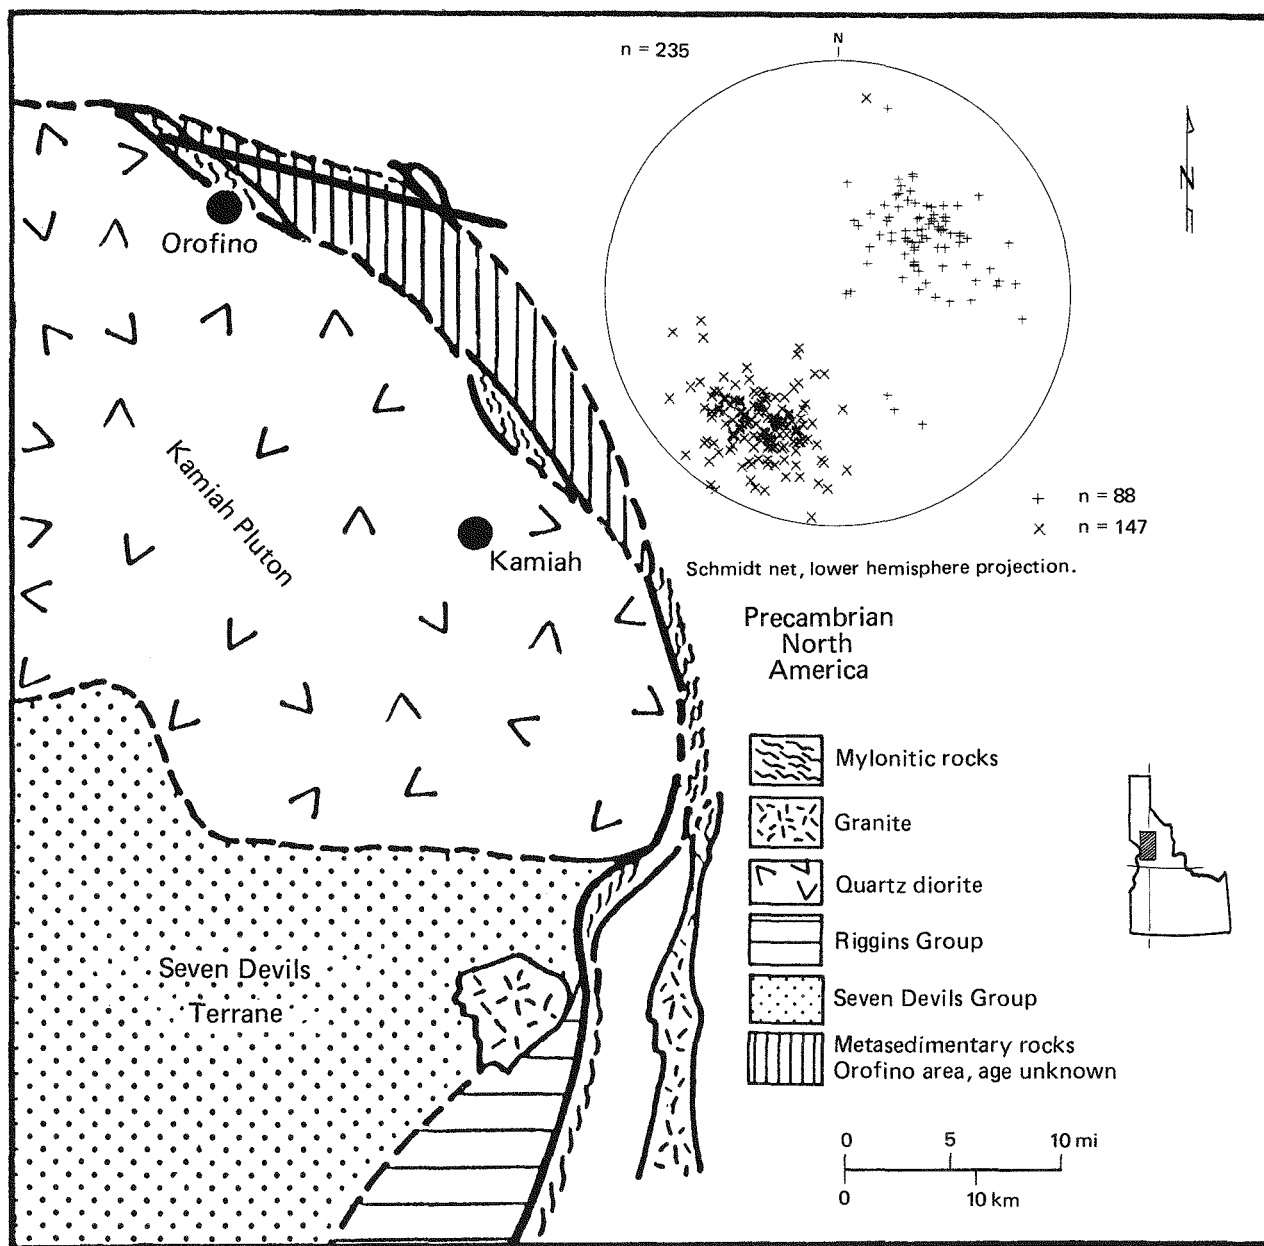 n = 235
N
N
Orofino
Kamiah Pluton
Kamiah
+ n = 88
× n = 147
Schmidt net, lower hemisphere projection.
Precambrian
North
America
Mylonitic rocks
Granite
Quartz diorite
Riggins Group
Seven Devils Group
Metasedimentary rocks
Orofino area, age unknown
Seven Devils
Terrane
0 5 10 mi
0 10 km